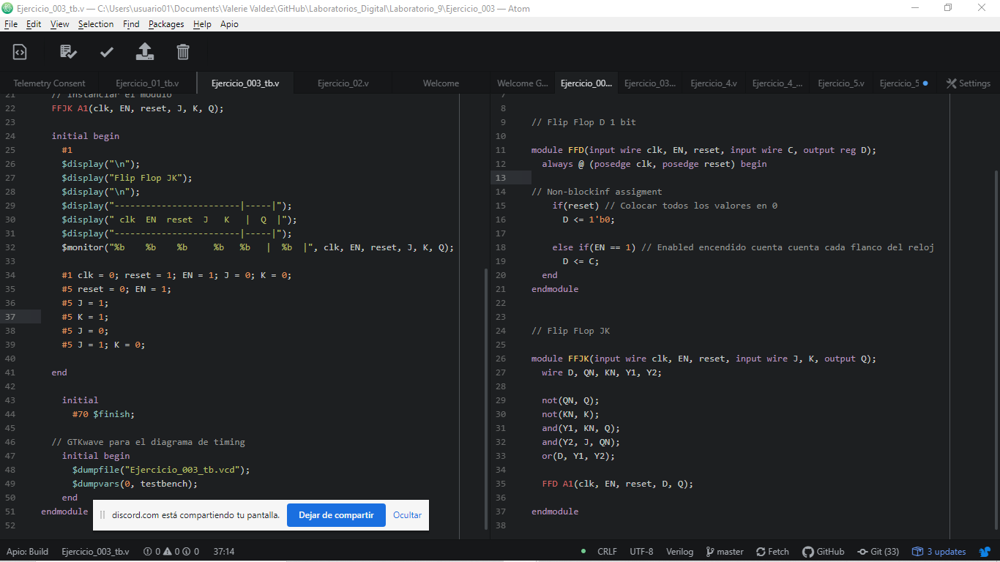 Ejercicio_003_tb.v — C:\Users\usuario01\Documents\Valerie Valdez\GitHub\Laboratorios_Digital\Laboratorio_9\Ejercicio_003 — Atom
File Edit View Selection Find Packages Help Apio
Telemetry Consent Ejercicio_01_tb.v Ejercicio_003_tb.v Ejercicio_02.v Welcome
21 // Instanciar el modulo
22 FFJK A1(clk, EN, reset, J, K, Q);
23
24 initial begin
25 #1
26 $display("\n");
27 $display("Flip Flop JK");
28 $display("\n");
29 $display("------------------------|-----|");
30 $display(" clk  EN  reset  J   K   |  Q  |");
31 $display("------------------------|-----|");
32 $monitor("%b    %b    %b     %b   %b   |  %b  |", clk, EN, reset, J, K, Q);
33
34 #1 clk = 0; reset = 1; EN = 1; J = 0; K = 0;
35 #5 reset = 0; EN = 1;
36 #5 J = 1;
37 #5 K = 1;
38 #5 J = 0;
39 #5 J = 1; K = 0;
40
41 end
42
43 initial
44 #70 $finish;
45
46 // GTKwave para el diagrama de timing
47 initial begin
48 $dumpfile("Ejercicio_003_tb.vcd");
49 $dumpvars(0, testbench);
50 end
51 endmodule
52
discord.com está compartiendo tu pantalla. Dejar de compartir Ocultar
Welcome G... Ejercicio_00... Ejercicio_03... Ejercicio_4.v Ejercicio_4_... Ejercicio_5.v Ejercicio_5 Settings
7
8
9 // Flip Flop D 1 bit
10
11 module FFD(input wire clk, EN, reset, input wire C, output reg D);
12 always @ (posedge clk, posedge reset) begin
13
14 // Non-blockinf assigment
15 if(reset) // Colocar todos los valores en 0
16 D <= 1'b0;
17
18 else if(EN == 1) // Enabled encendido cuenta cuenta cada flanco del reloj
19 D <= C;
20 end
21 endmodule
22
23
24 // Flip FLop JK
25
26 module FFJK(input wire clk, EN, reset, input wire J, K, output Q);
27 wire D, QN, KN, Y1, Y2;
28
29 not(QN, Q);
30 not(KN, K);
31 and(Y1, KN, Q);
32 and(Y2, J, QN);
33 or(D, Y1, Y2);
34
35 FFD A1(clk, EN, reset, D, Q);
36
37 endmodule
38
Apio: Build Ejercicio_003_tb.v 0 0 0 37:14 CRLF UTF-8 Verilog master Fetch GitHub Git (33) 3 updates